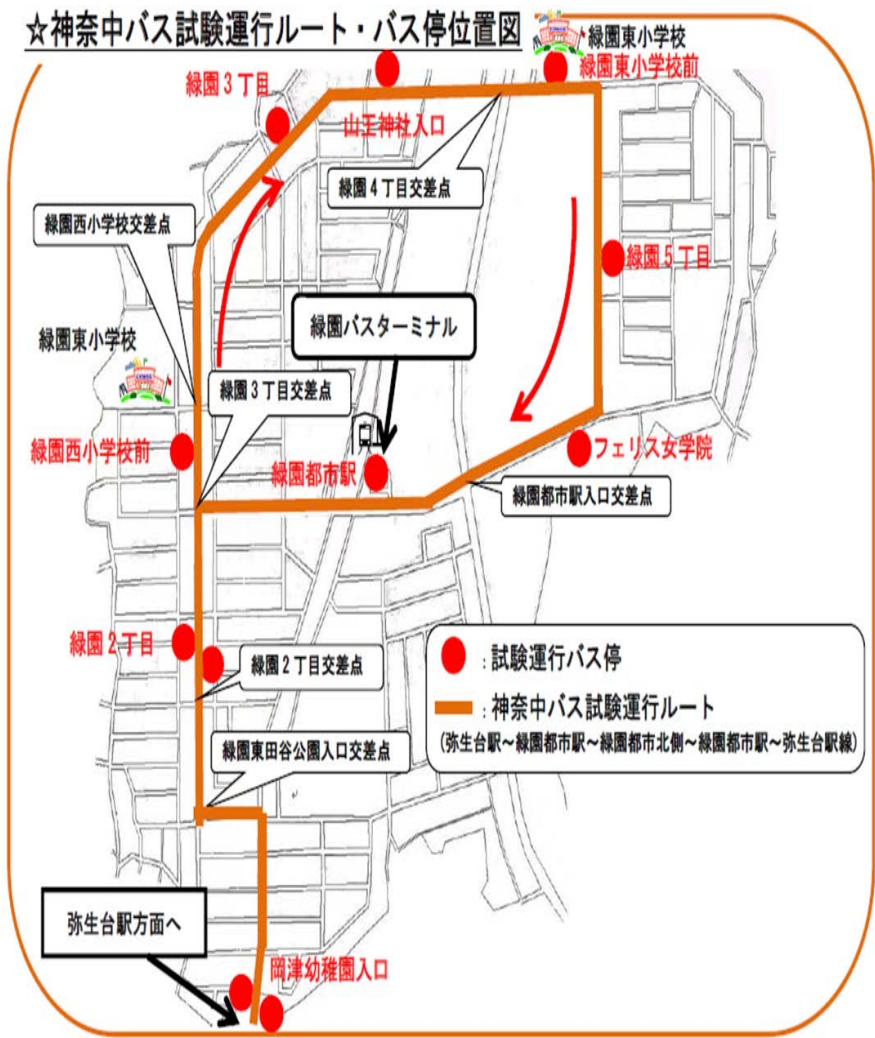 ☆神奈中バス試験運行ルート・バス停位置図
緑園東小学校
緑園東小学校前
緑園3丁目
山王神社入口
緑園4丁目交差点
緑園西小学校交差点
緑園5丁目
緑園バスターミナル
緑園東小学校
緑園3丁目交差点
緑園西小学校前
緑園都市駅
フェリス女学院
緑園都市駅入口交差点
緑園2丁目
緑園2丁目交差点
:試験運行バス停
:神奈中バス試験運行ルート
(弥生台駅~緑園都市駅~緑園都市北側~緑園都市駅~弥生台駅線)
緑園東田谷公園入口交差点
弥生台駅方面へ
岡津幼稚園入口